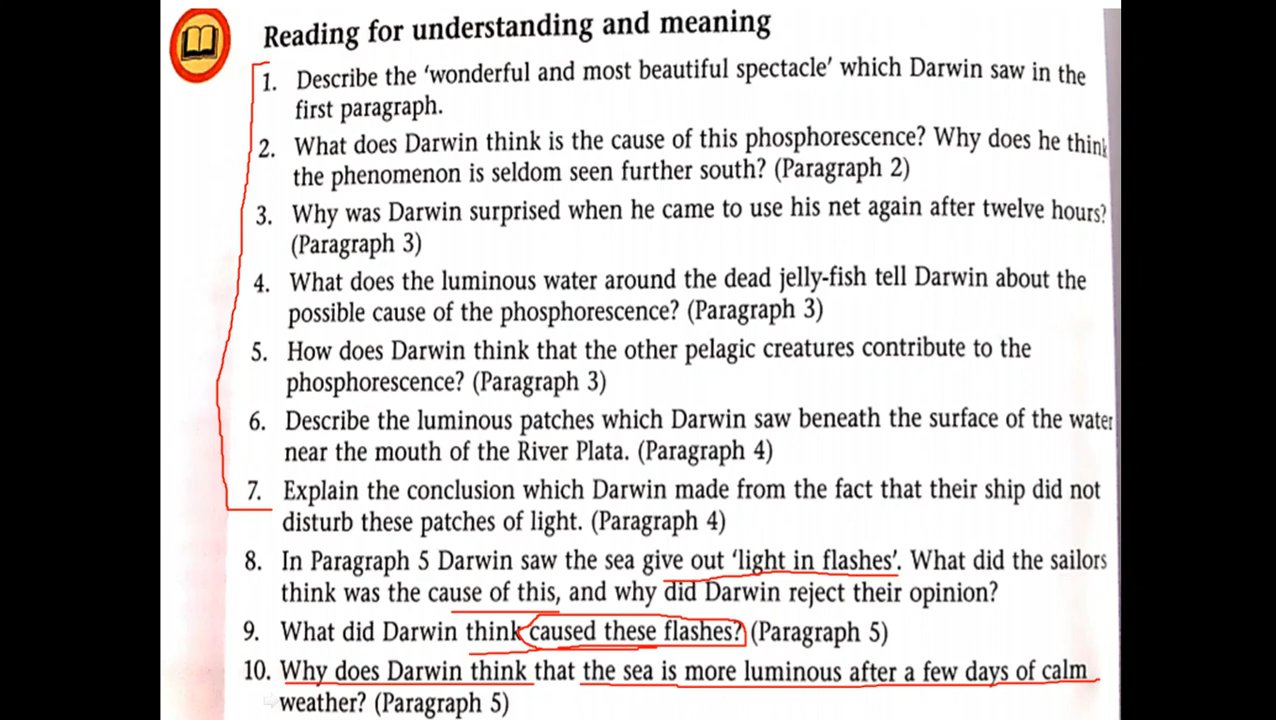 Reading for understanding and meaning
1. Describe the ‘wonderful and most beautiful spectacle’ which Darwin saw in the
first paragraph.
2. What does Darwin think is the cause of this phosphorescence? Why does he think
the phenomenon is seldom seen further south? (Paragraph 2)
3. Why was Darwin surprised when he came to use his net again after twelve hours?
(Paragraph 3)
4. What does the luminous water around the dead jelly-fish tell Darwin about the
possible cause of the phosphorescence? (Paragraph 3)
5. How does Darwin think that the other pelagic creatures contribute to the
phosphorescence? (Paragraph 3)
6. Describe the luminous patches which Darwin saw beneath the surface of the water
near the mouth of the River Plata. (Paragraph 4)
7. Explain the conclusion which Darwin made from the fact that their ship did not
disturb these patches of light. (Paragraph 4)
8. In Paragraph 5 Darwin saw the sea give out ‘light in flashes’. What did the sailors
think was the cause of this, and why did Darwin reject their opinion?
9. What did Darwin think caused these flashes? (Paragraph 5)
10. Why does Darwin think that the sea is more luminous after a few days of calm
weather? (Paragraph 5)